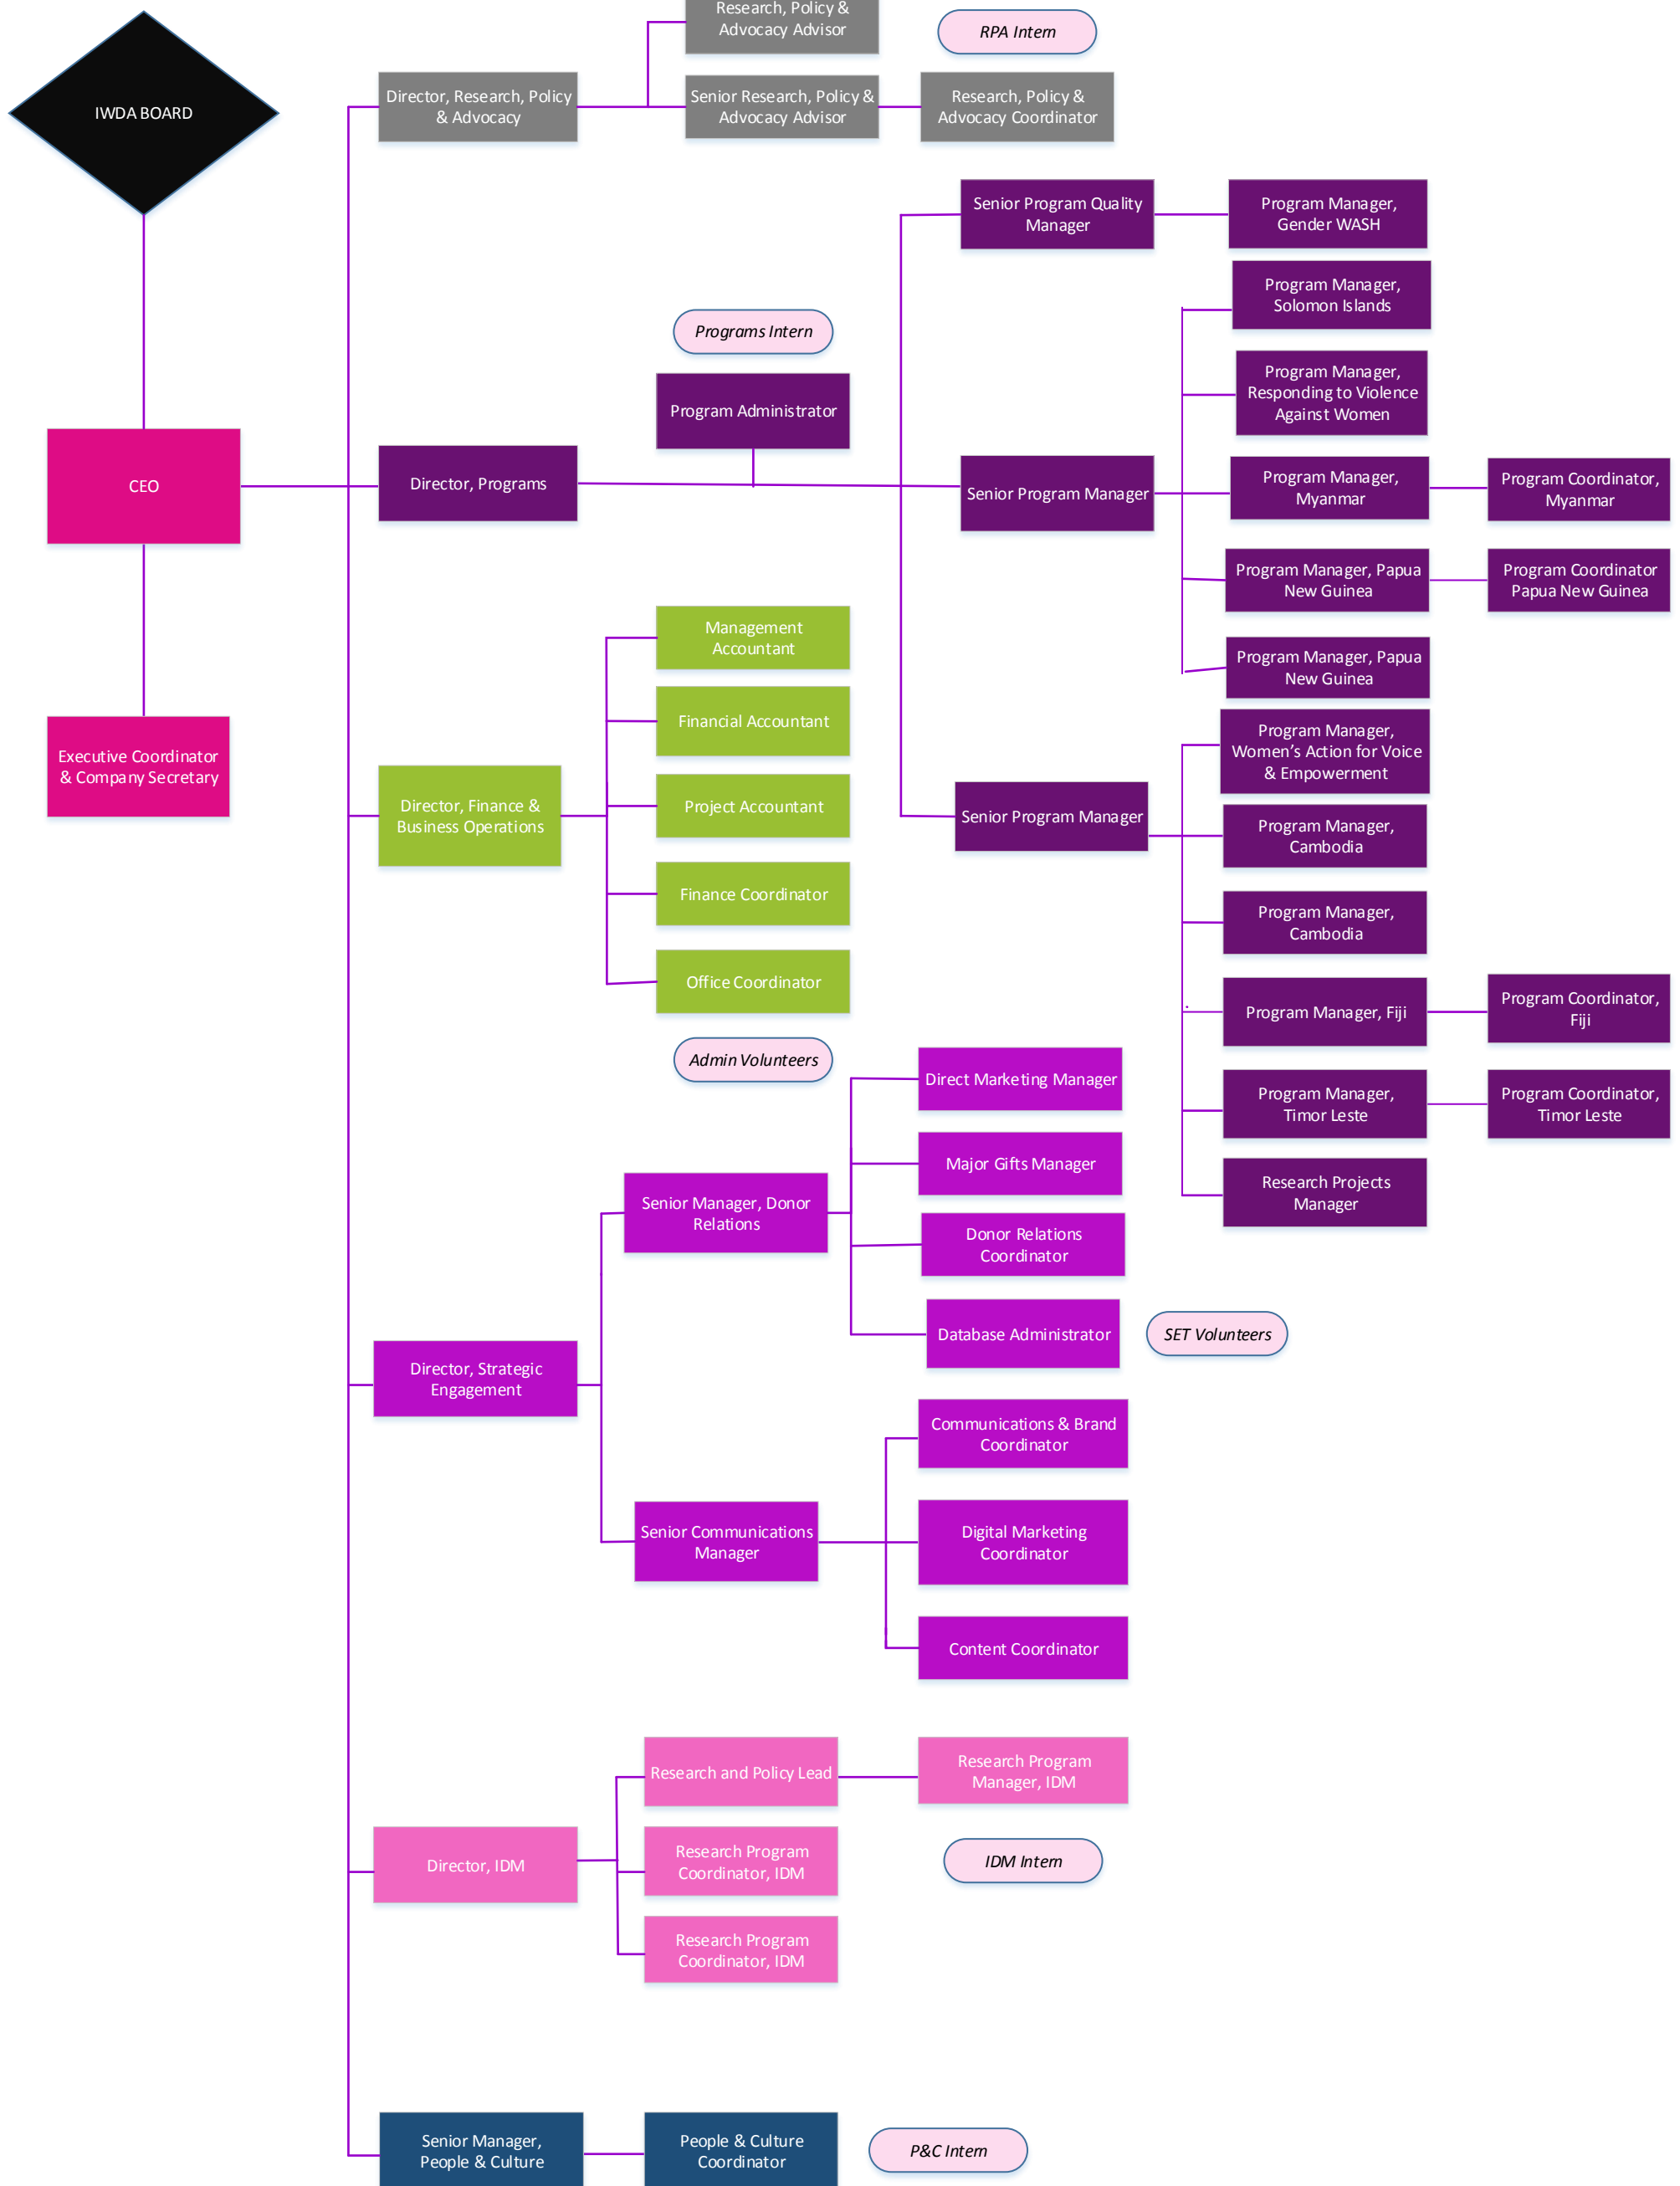 Research, Policy &
Advocacy Advisor
RPA Intern
IWDA BOARD
Director, Research, Policy
& Advocacy
Senior Research, Policy &
Advocacy Advisor
Research, Policy &
Advocacy Coordinator
Senior Program Quality
Manager
Program Manager,
Gender WASH
Program Manager,
Solomon Islands
Programs Intern
Program Administrator
Program Manager,
Responding to Violence
Against Women
CEO
Director, Programs
Senior Program Manager
Program Manager,
Myanmar
Program Coordinator,
Myanmar
Program Manager, Papua
New Guinea
Program Coordinator
Papua New Guinea
Program Manager, Papua
New Guinea
Executive Coordinator
& Company Secretary
Management
Accountant
Financial Accountant
Director, Finance &
Business Operations
Project Accountant
Finance Coordinator
Office Coordinator
Admin Volunteers
Senior Program Manager
Program Manager,
Women’s Action for Voice
& Empowerment
Program Manager,
Cambodia
Program Manager,
Cambodia
Program Manager, Fiji
Program Coordinator,
Fiji
Program Manager,
Timor Leste
Program Coordinator,
Timor Leste
Research Projects
Manager
Director, Strategic
Engagement
Senior Manager, Donor
Relations
Direct Marketing Manager
Major Gifts Manager
Donor Relations
Coordinator
Database Administrator
SET Volunteers
Senior Communications
Manager
Communications & Brand
Coordinator
Digital Marketing
Coordinator
Content Coordinator
Director, IDM
Research and Policy Lead
Research Program
Manager, IDM
Research Program
Coordinator, IDM
IDM Intern
Research Program
Coordinator, IDM
Senior Manager,
People & Culture
People & Culture
Coordinator
P&C Intern